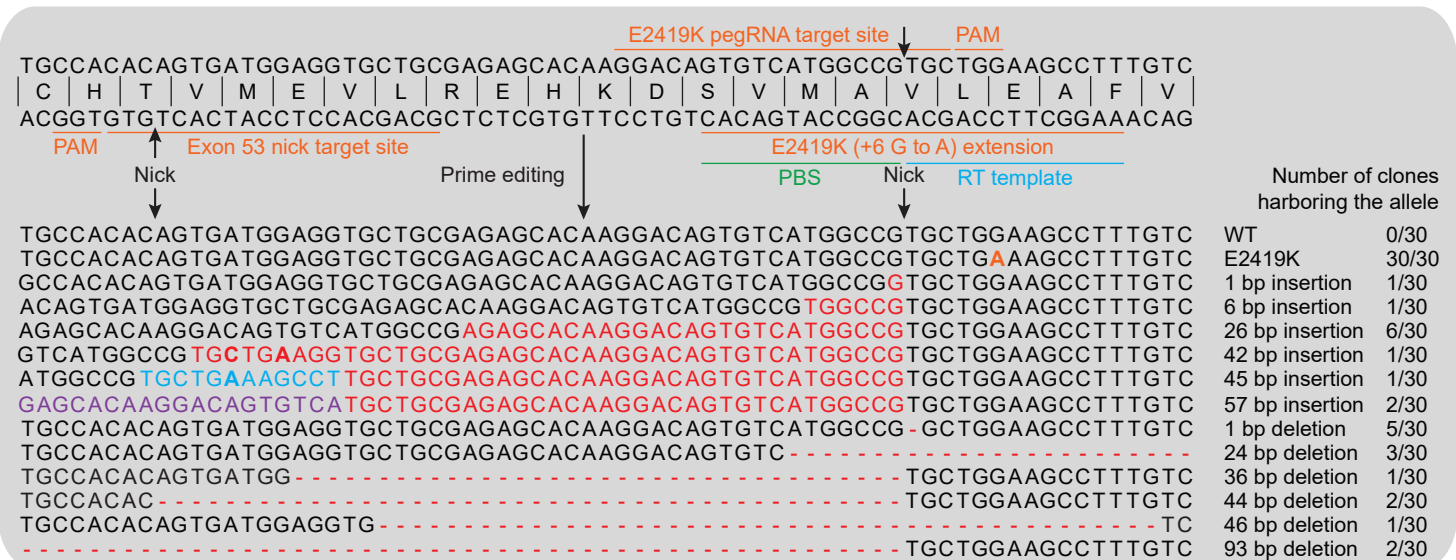 E2419K pegRNA target site PAM
TGCCACACAGTGATGGAGGTGCTGCGAGAGCACAAGGACAGTGTCATGGCCGTGCTGGAAGCCTTTGTC
| C | H | T | V | M | E | V | L | R | E | H | K | D | S | V | M | A | V | L | E | A | F | V |
ACGGTGTGTCACTACCTCCACGACGCTCTCGTGTTCCTGTCACAGTACCGGCACGACCTTCGGAAACAG
PAM Exon 53 nick target site E2419K (+6 G to A) extension
Nick Prime editing PBS Nick RT template Number of clones
harboring the allele
TGCCACACAGTGATGGAGGTGCTGCGAGAGCACAAGGACAGTGTCATGGCCGTGCTGGAAGCCTTTGTC WT 0/30
TGCCACACAGTGATGGAGGTGCTGCGAGAGCACAAGGACAGTGTCATGGCCGTGCTGAAAGCCTTTGTC E2419K 30/30
GCCACACAGTGATGGAGGTGCTGCGAGAGCACAAGGACAGTGTCATGGCCGGTGCTGGAAGCCTTTGTC 1 bp insertion 1/30
ACAGTGATGGAGGTGCTGCGAGAGCACAAGGACAGTGTCATGGCCGTGGCCGTGCTGGAAGCCTTTGTC 6 bp insertion 1/30
AGAGCACAAGGACAGTGTCATGGCCGAGAGCACAAGGACAGTGTCATGGCCGTGCTGGAAGCCTTTGTC 26 bp insertion 6/30
GTCATGGCCGTGCTGAAGGTGCTGCGAGAGCACAAGGACAGTGTCATGGCCGTGCTGGAAGCCTTTGTC 42 bp insertion 1/30
ATGGCCGTGCTGAAAGCCTTGCTGCGAGAGCACAAGGACAGTGTCATGGCCGTGCTGGAAGCCTTTGTC 45 bp insertion 1/30
GAGCACAAGGACAGTGTCATGCTGCGAGAGCACAAGGACAGTGTCATGGCCGTGCTGGAAGCCTTTGTC 57 bp insertion 2/30
TGCCACACAGTGATGGAGGTGCTGCGAGAGCACAAGGACAGTGTCATGGCCG-GCTGGAAGCCTTTGTC 1 bp deletion 5/30
TGCCACACAGTGATGGAGGTGCTGCGAGAGCACAAGGACAGTGTC------------------------ 24 bp deletion 3/30
TGCCACACAGTGATGG------------------------------------TGCTGGAAGCCTTTGTC 36 bp deletion 1/30
TGCCACAC--------------------------------------------TGCTGGAAGCCTTTGTC 44 bp deletion 2/30
TGCCACACAGTGATGGAGGTG----------------------------------------------TC 46 bp deletion 1/30
----------------------------------------------------TGCTGGAAGCCTTTGTC 93 bp deletion 2/30